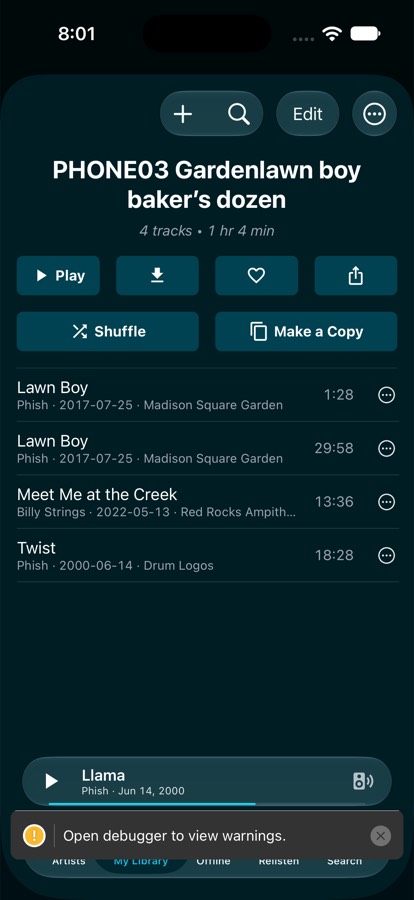 8:01
Edit
PHONE03 Gardenlawn boy
baker’s dozen
4 tracks • 1 hr 4 min
Play
Shuffle
Make a Copy
Lawn Boy
1:28
Phish · 2017-07-25 · Madison Square Garden
Lawn Boy
29:58
Phish · 2017-07-25 · Madison Square Garden
Meet Me at the Creek
13:36
Billy Strings · 2022-05-13 · Red Rocks Ampith...
Twist
18:28
Phish · 2000-06-14 · Drum Logos
Llama
Phish · Jun 14, 2000
Open debugger to view warnings.
Artists My Library Offline Relisten Search